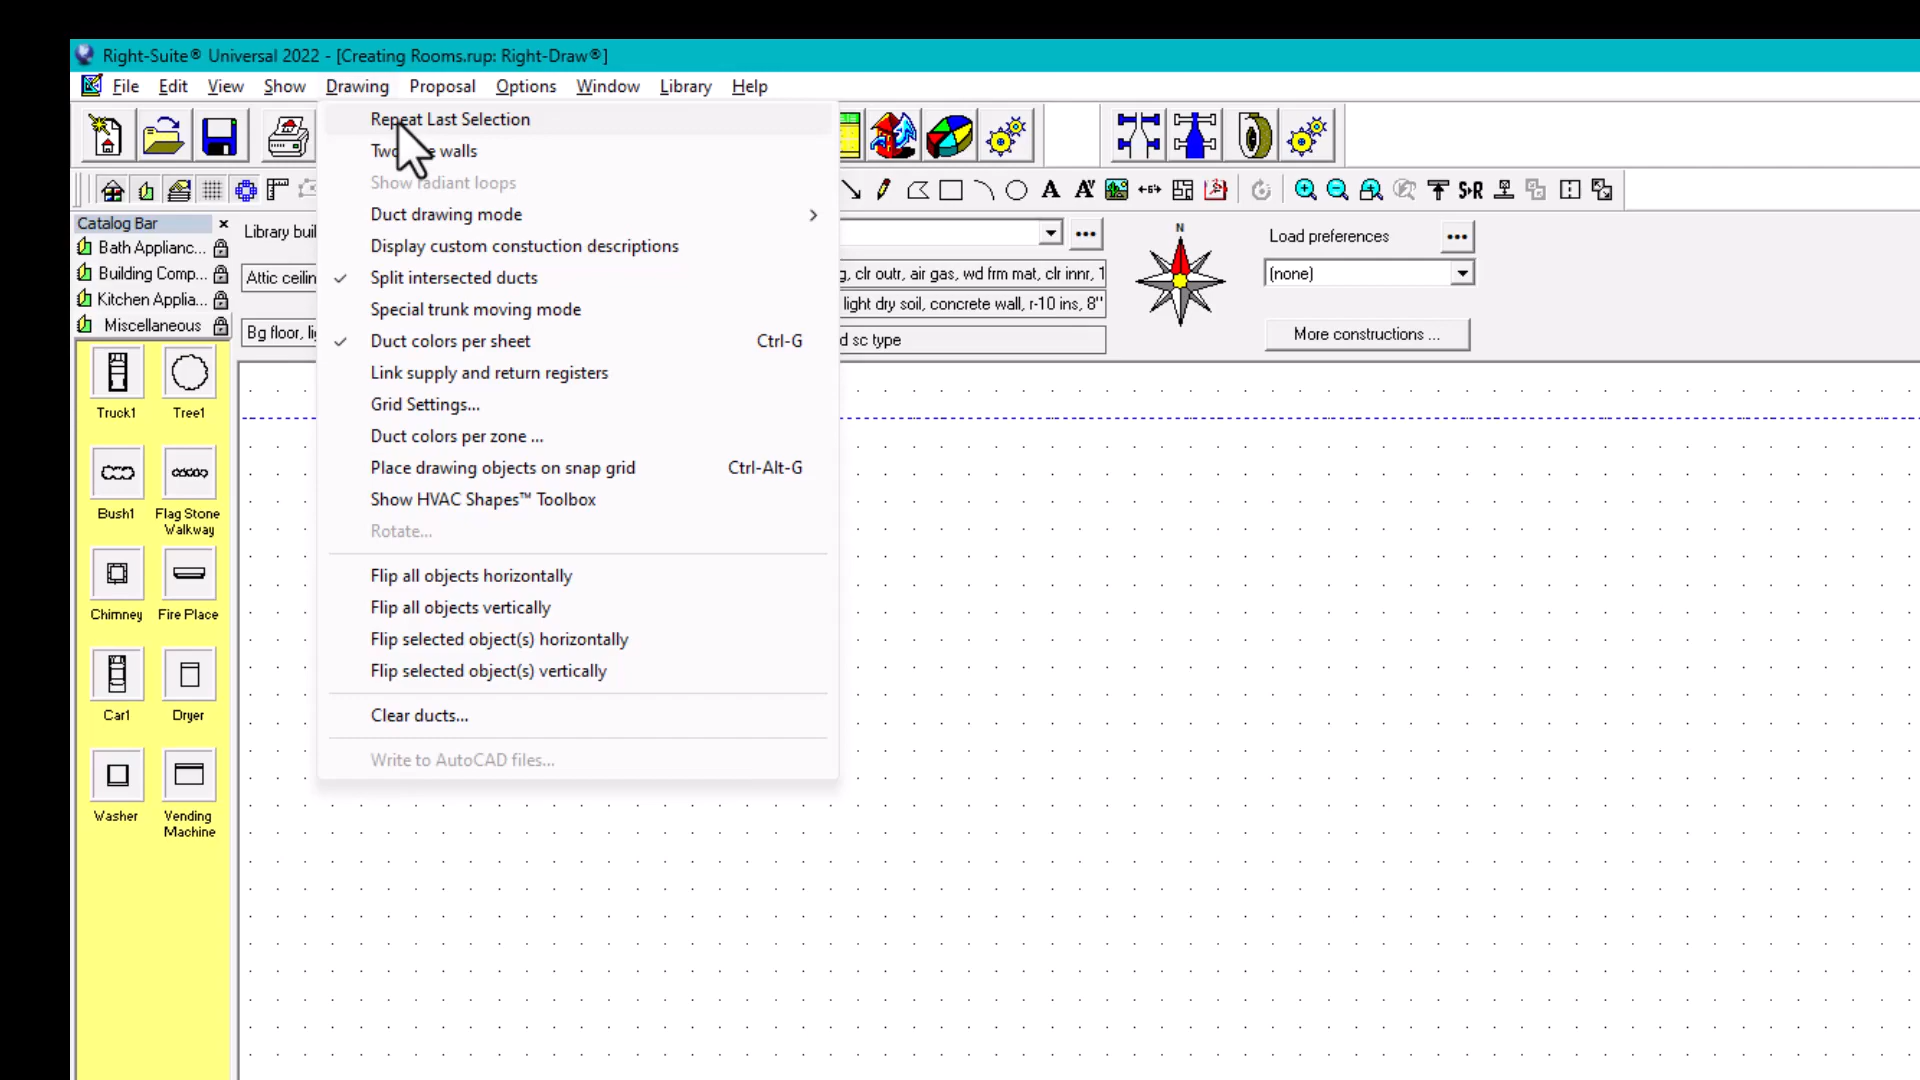 Right-Suite® Universal 2022 - [Creating Rooms.rup: Right-Draw®]
File Edit View Show Drawing Proposal Options Window Library Help
Repeat Last Selection
walls
Show radiant loops
Duct drawing mode
Display custom constuction descriptions
Split intersected ducts
Special trunk moving mode
Duct colors per sheet Ctrl-G
Link supply and return registers
Grid Settings...
Duct colors per zone ...
Place drawing objects on snap grid Ctrl-Alt-G
Show HVAC Shapes™ Toolbox
Rotate...
Flip all objects horizontally
Flip all objects vertically
Flip selected object(s) horizontally
Flip selected object(s) vertically
Clear ducts...
Write to AutoCAD files...
A A S•R
Catalog Bar x
Bath Applianc...
Building Comp...
Kitchen Applia...
Miscellaneous
Truck1 Tree1
Bush1 Flag Stone Walkway
Chimney Fire Place
Car1 Dryer
Washer Vending Machine
Library buil
Attic ceilin
Bg floor, li
g, clr outr, air gas, wd frm mat, clr innr, 1
light dry soil, concrete wall, r-10 ins, 8"
d sc type
N
Load preferences ...
(none)
More constructions ...